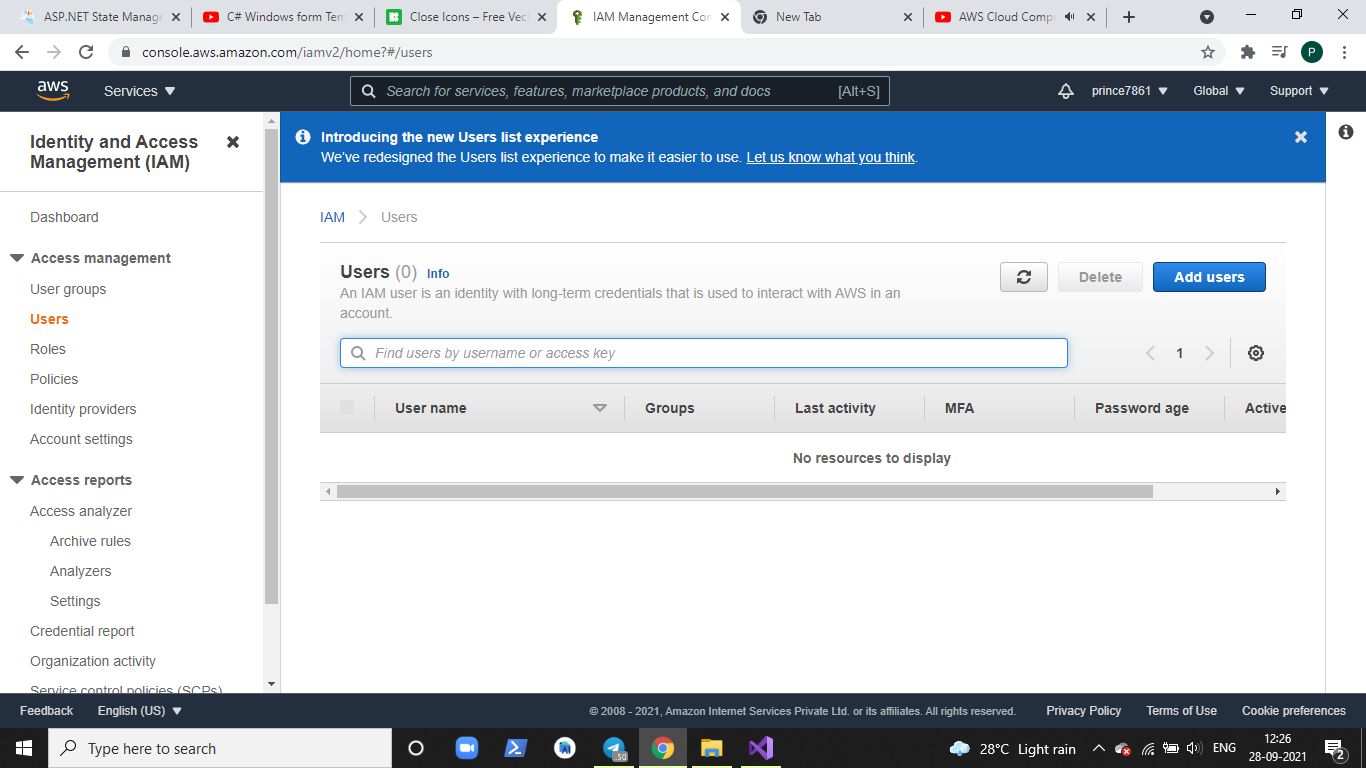 ASP.NET State Manage
C# Windows form Tem
Close Icons – Free Vect
IAM Management Con
New Tab
AWS Cloud Compu
console.aws.amazon.com/iamv2/home?#/users
P
aws
Services
Search for services, features, marketplace products, and docs
[Alt+S]
prince7861
Global
Support
Identity and Access
Management (IAM)
Dashboard
Access management
User groups
Users
Roles
Policies
Identity providers
Account settings
Access reports
Access analyzer
Archive rules
Analyzers
Settings
Credential report
Organization activity
Service control policies (SCPs)
Introducing the new Users list experience
We've redesigned the Users list experience to make it easier to use. Let us know what you think.
IAM
Users
Users (0) Info
An IAM user is an identity with long-term credentials that is used to interact with AWS in an
account.
Delete
Add users
Find users by username or access key
1
User name
Groups
Last activity
MFA
Password age
Active
No resources to display
Feedback
English (US)
© 2008 - 2021, Amazon Internet Services Private Ltd. or its affiliates. All rights reserved.
Privacy Policy
Terms of Use
Cookie preferences
Type here to search
50
28°C Light rain
ENG
12:26
28-09-2021
2